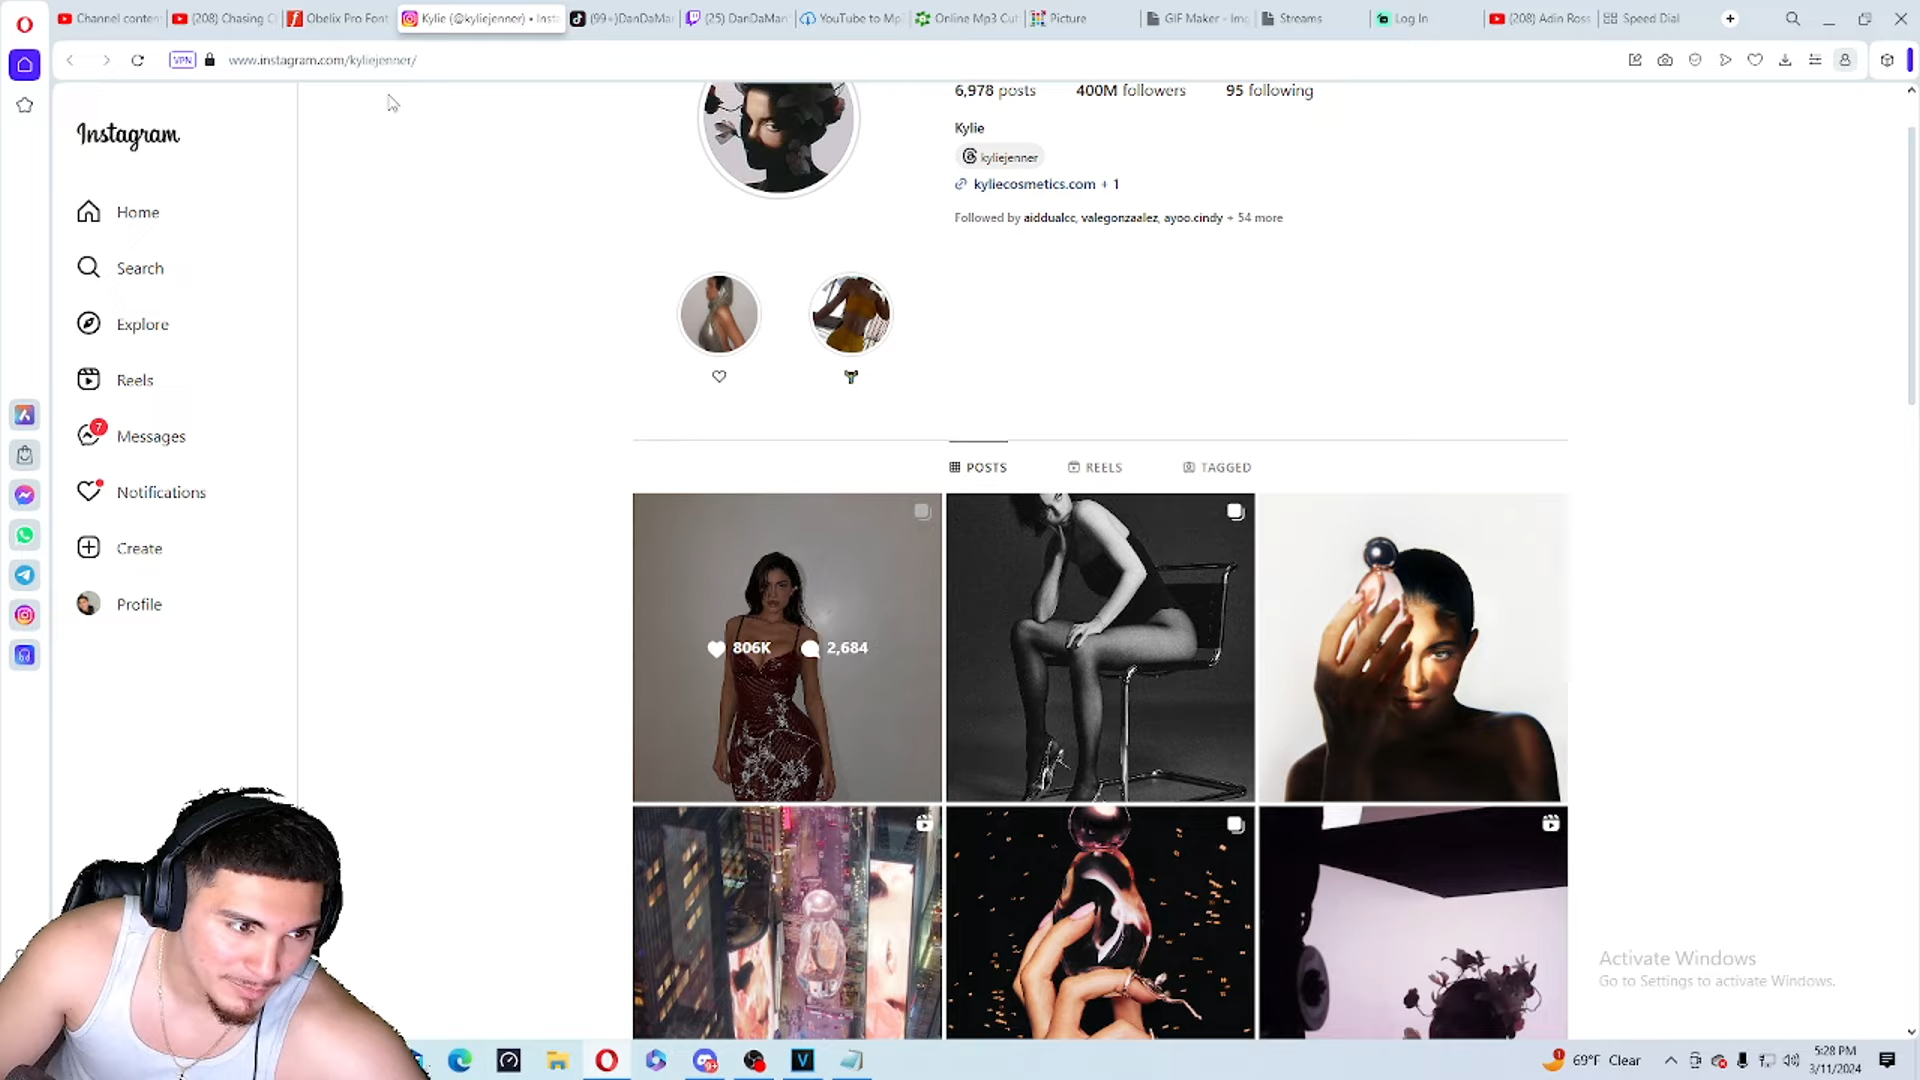 Channel conten
(208) Chasing C
Obelix Pro Font
Kylie (@kyliejenner) • Inst
(99+)DanDaMa
(25) DanDaMan
YouTube to Mp
Online Mp3 Cut
Picture
GIF Maker - Img
Streams
Log In
(208) Adin Ross
Speed Dial
VPN
www.instagram.com/kyliejenner/
Instagram
Home
Search
Explore
Reels
7
Messages
Notifications
Create
Profile
6,978 posts
400M followers
95 following
Kylie
kyliejenner
kyliecosmetics.com + 1
Followed by aiddualcc, valegonzaalez, ayoo.cindy + 54 more
POSTS
REELS
TAGGED
806K
2,684
Activate Windows
Go to Settings to activate Windows.
69°F Clear
5:28 PM
3/11/2024